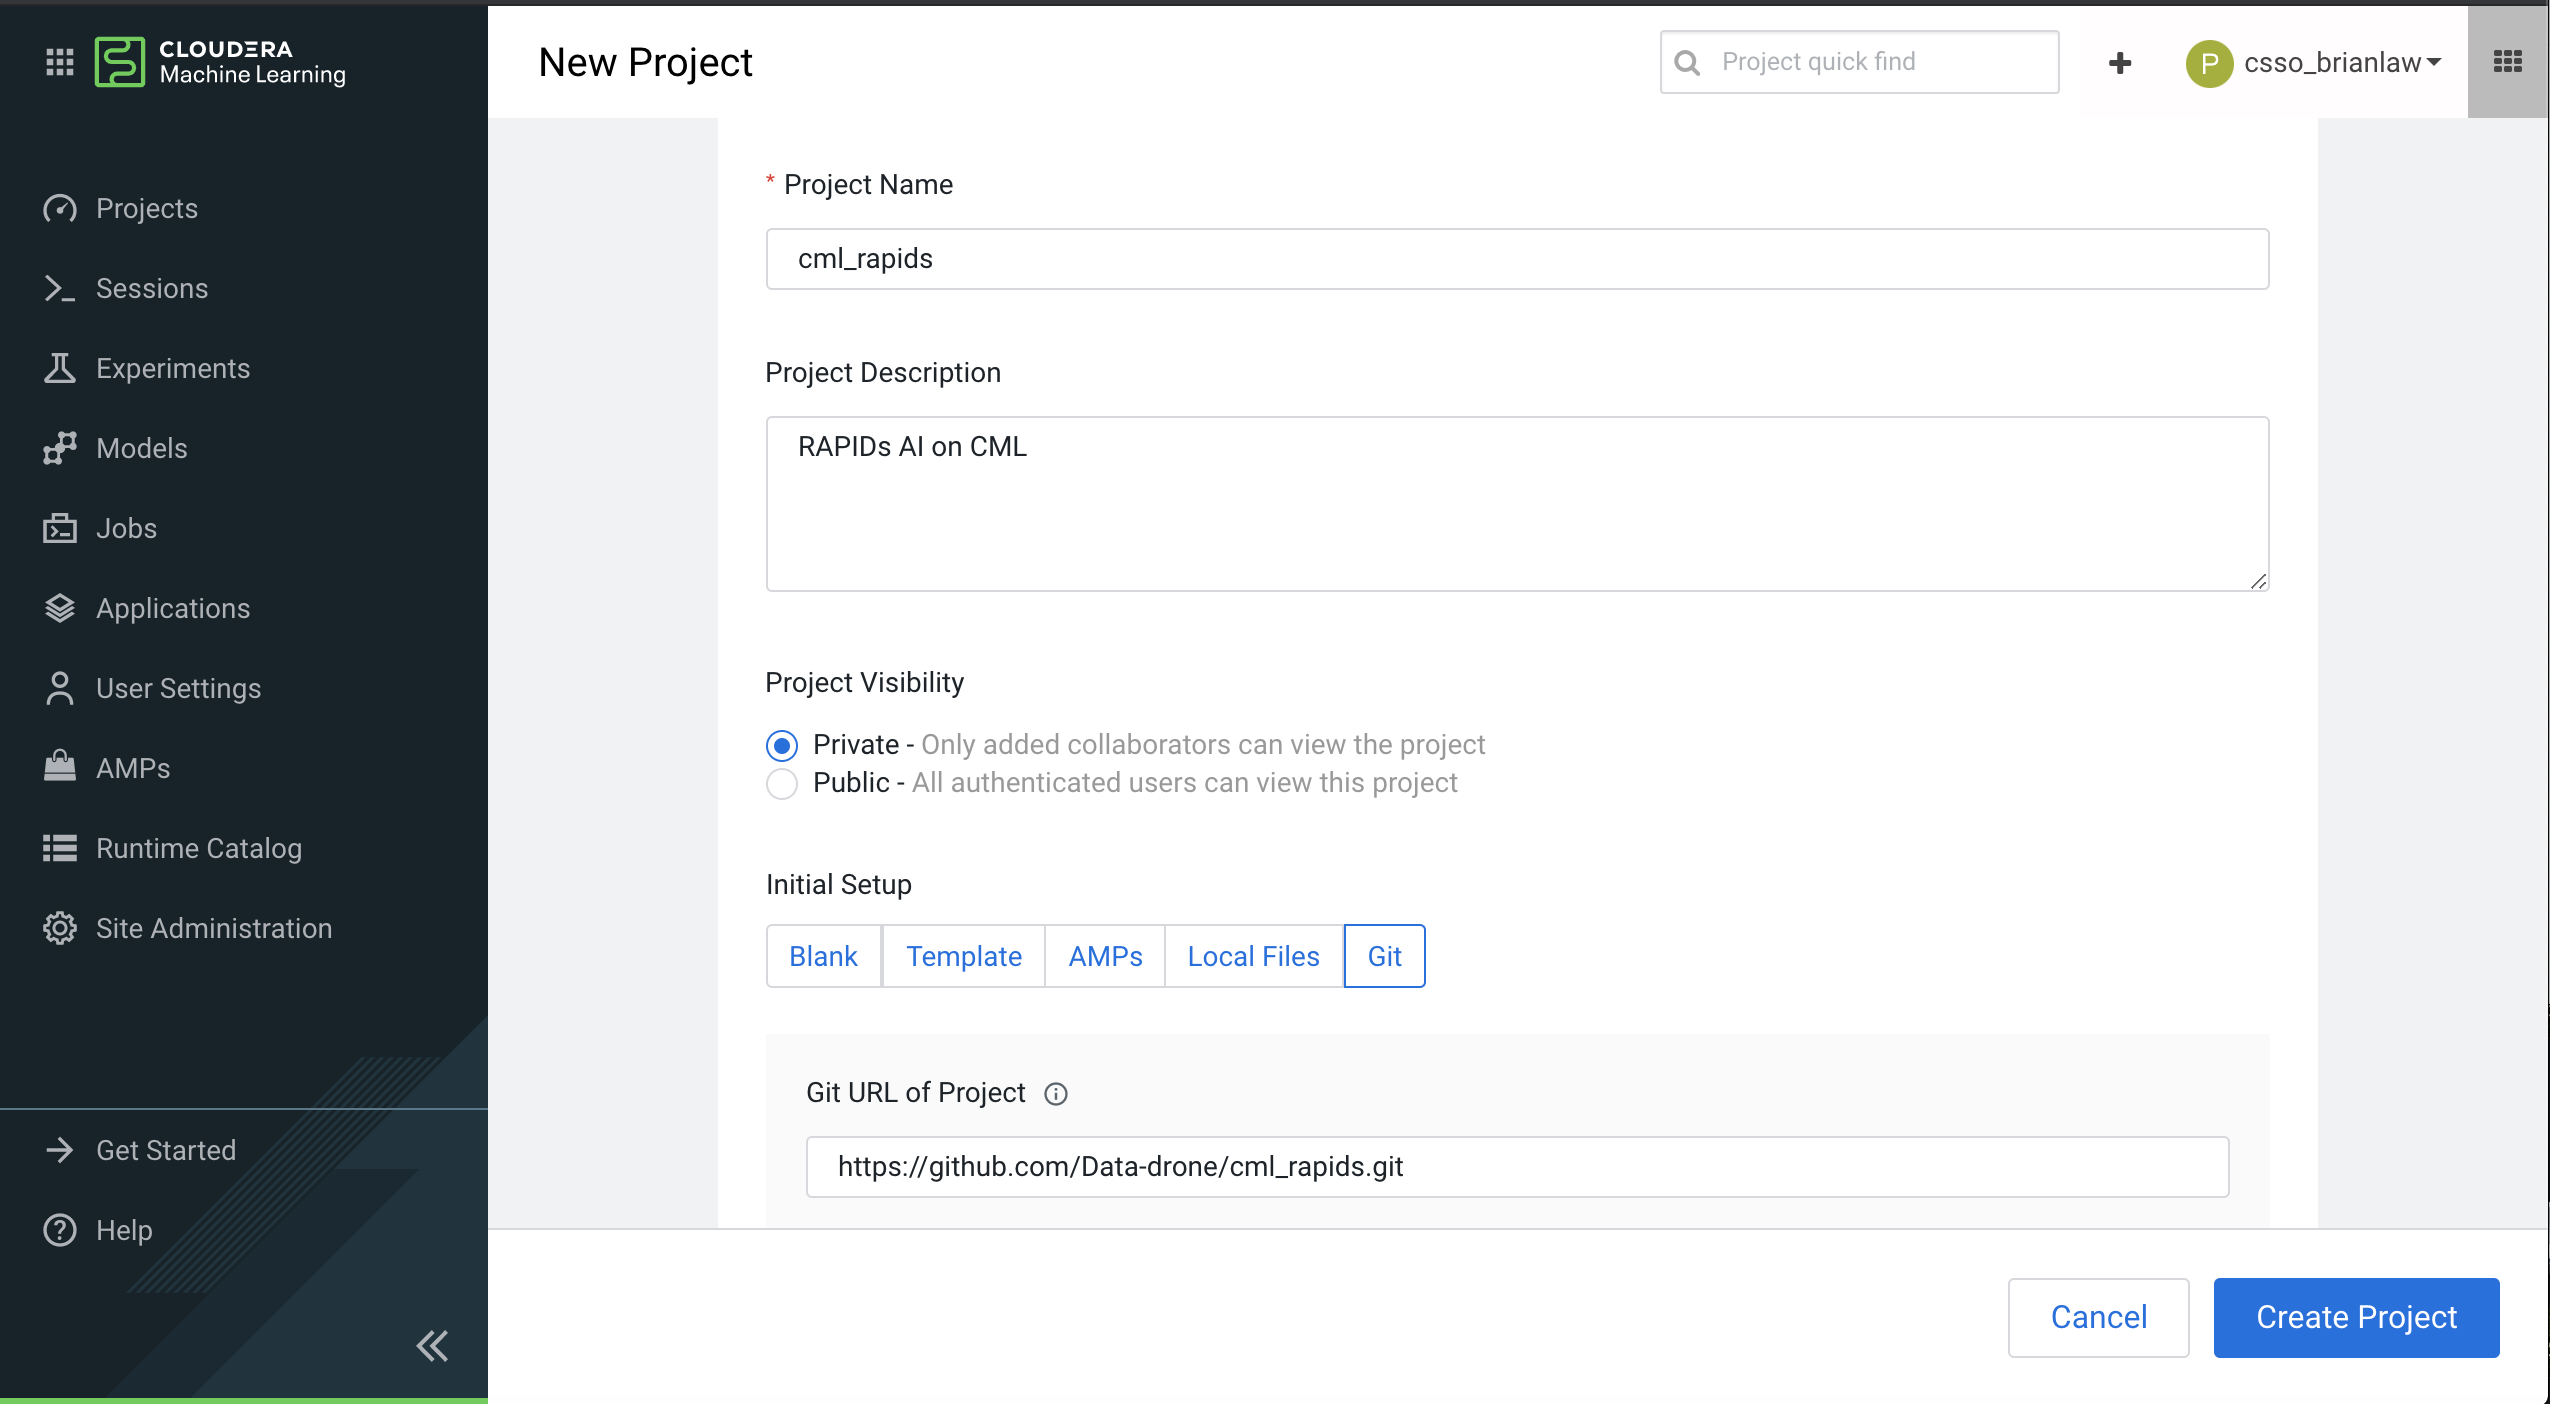 CLOUDERA
Machine Learning
New Project
Project quick find
P
csso_brianlaw
Projects
Sessions
Experiments
Models
Jobs
Applications
User Settings
AMPs
Runtime Catalog
Site Administration
Get Started
Help
* Project Name
cml_rapids
Project Description
RAPIDs AI on CML
Project Visibility
Private - Only added collaborators can view the project
Public - All authenticated users can view this project
Initial Setup
Blank Template AMPs Local Files Git
Git URL of Project
https://github.com/Data-drone/cml_rapids.git
Cancel Create Project